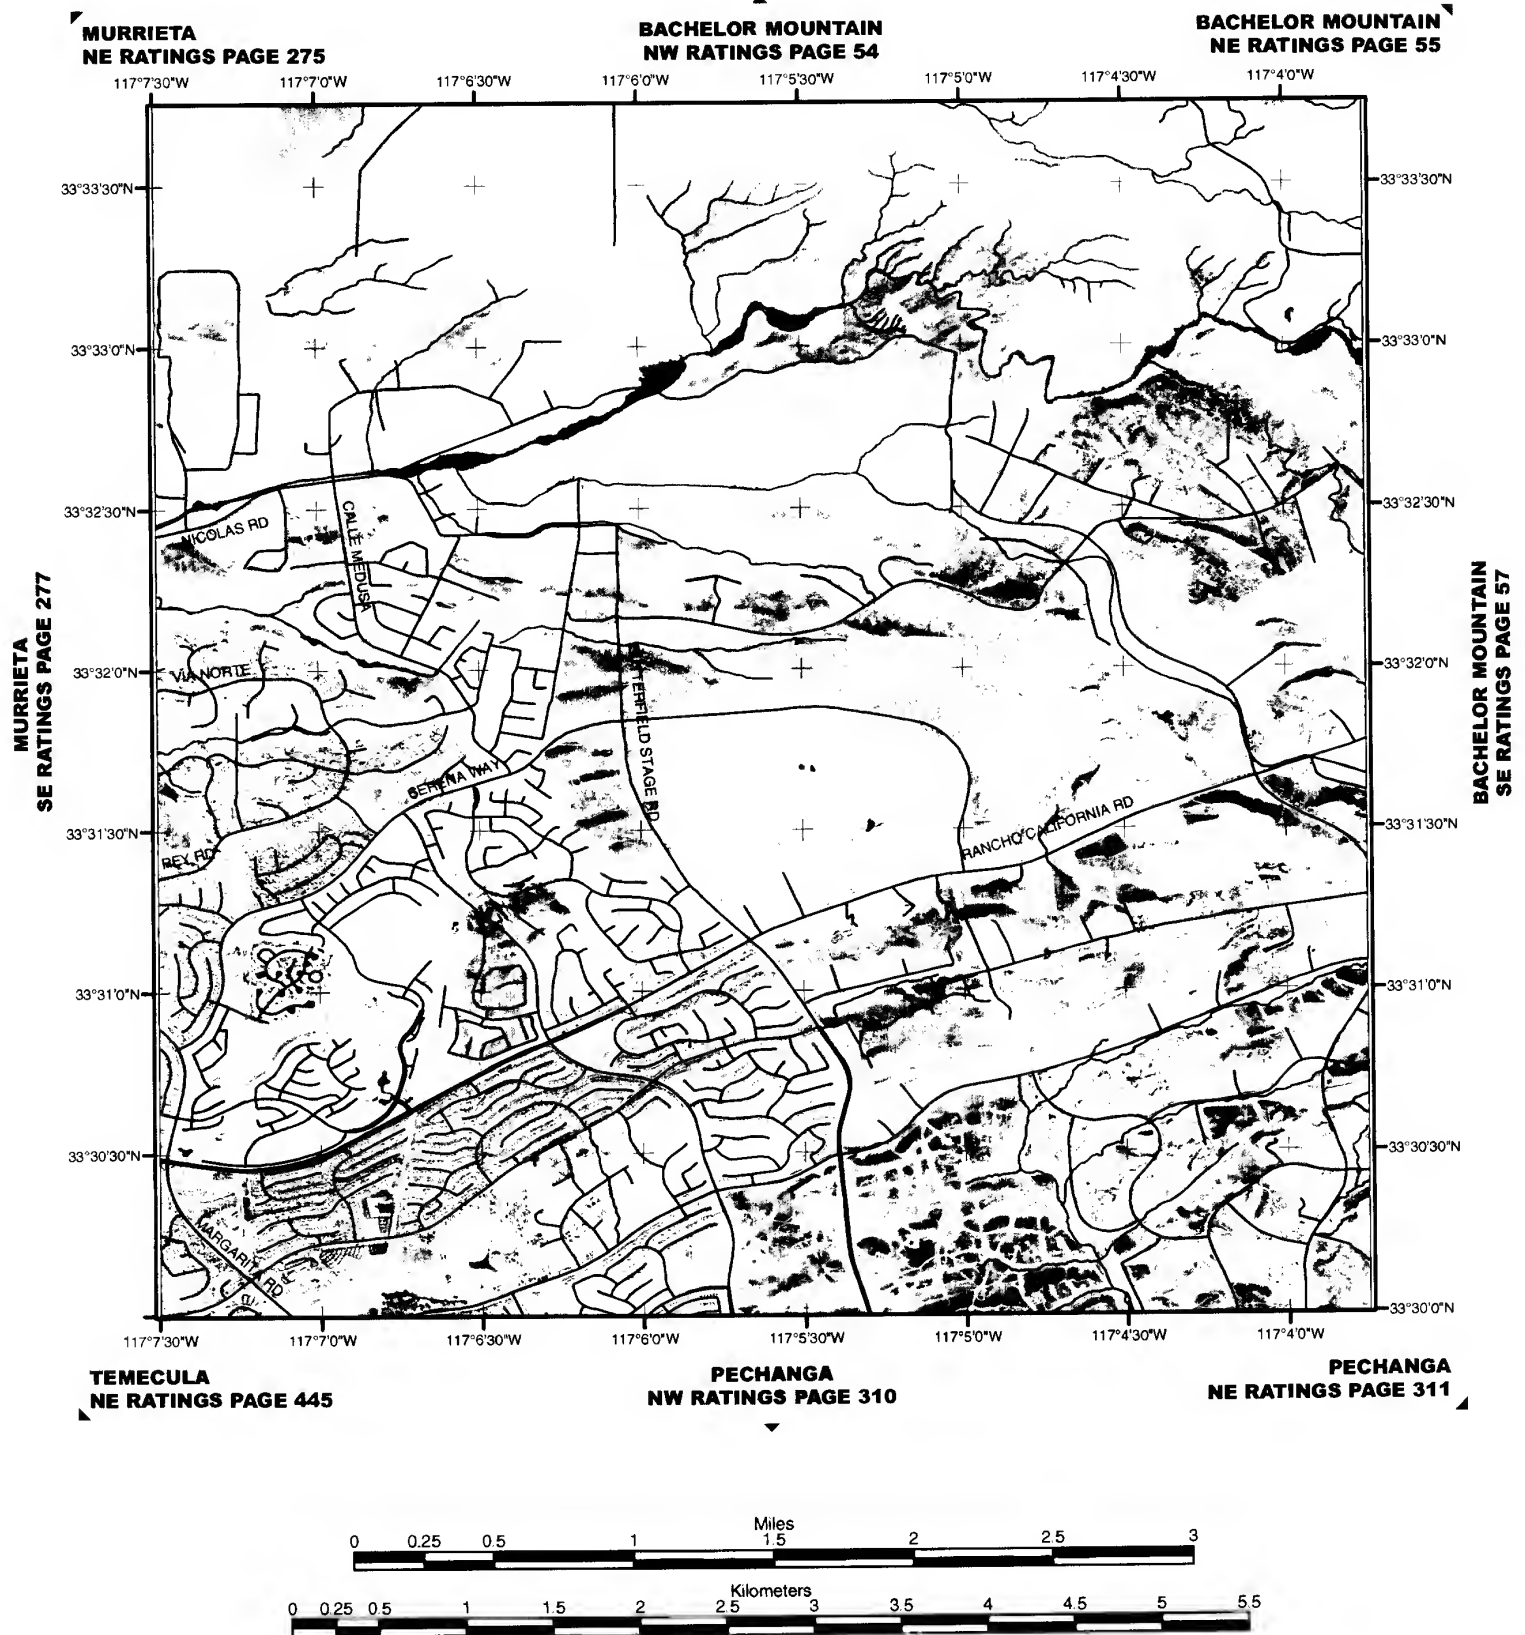 MURRIETA
NE RATINGS PAGE 275
BACHELOR MOUNTAIN
NW RATINGS PAGE 54
BACHELOR MOUNTAIN
NE RATINGS PAGE 55
117°7'30"W
117°7'0"W
117°6'30"W
117°6'0"W
117°5'30"W
117°5'0"W
117°4'30"W
117°4'0"W
33°33'30"N
33°33'30"N
33°33'0"N
33°33'0"N
33°32'30"N
33°32'30"N
NICOLAS RD
CALLE MEDUSA
MURRIETA
SE RATINGS PAGE 277
BACHELOR MOUNTAIN
SE RATINGS PAGE 57
33°32'0"N
33°32'0"N
VIA NORTE
STAGE RD
SERENA WAY
RANCHO CALIFORNIA RD
33°31'30"N
33°31'30"N
REY RD
33°31'0"N
33°31'0"N
33°30'30"N
33°30'30"N
MARGARITA RD
33°30'0"N
117°7'30"W
117°7'0"W
117°6'30"W
117°6'0"W
117°5'30"W
117°5'0"W
117°4'30"W
117°4'0"W
TEMECULA
NE RATINGS PAGE 445
PECHANGA
NW RATINGS PAGE 310
PECHANGA
NE RATINGS PAGE 311
Miles
0 0.25 0.5 1 1.5 2 2.5 3
Kilometers
0 0.25 0.5 1 1.5 2 2.5 3 3.5 4 4.5 5 5.5